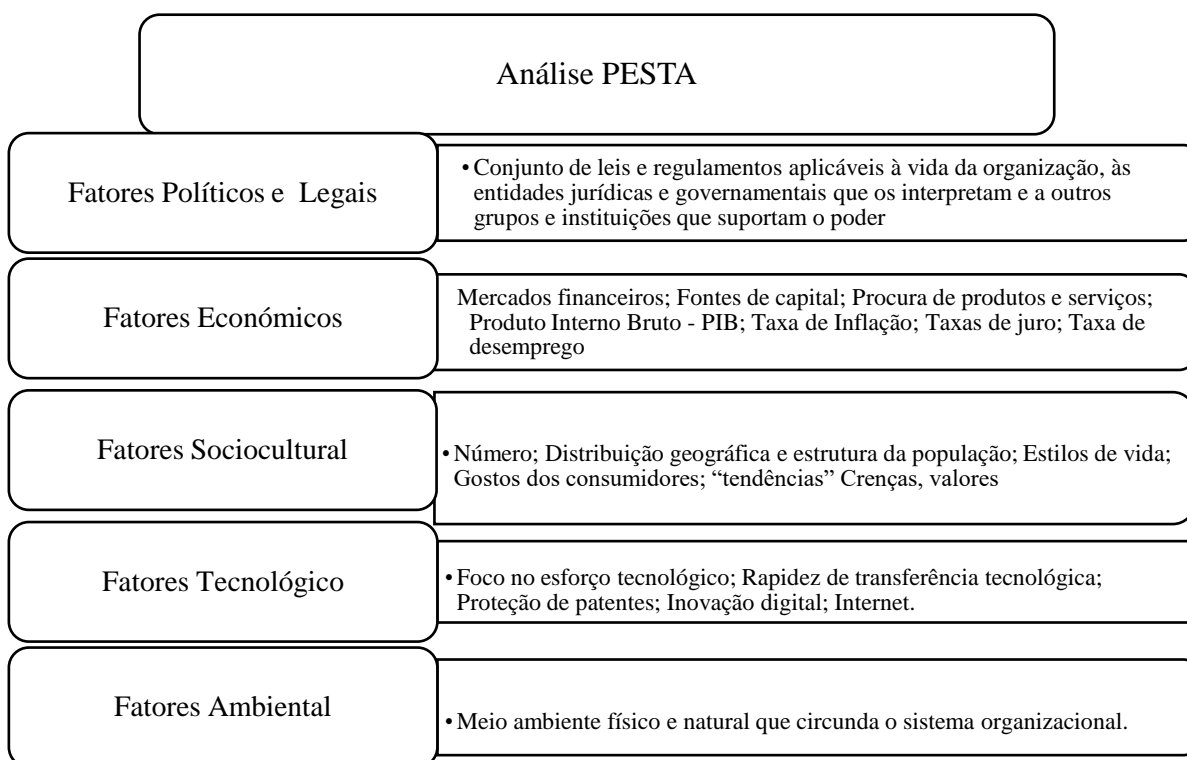 Análise PESTA
Fatores Políticos e Legais
• Conjunto de leis e regulamentos aplicáveis à vida da organização, às
entidades jurídicas e governamentais que os interpretam e a outros
grupos e instituições que suportam o poder
Fatores Económicos
Mercados financeiros; Fontes de capital; Procura de produtos e serviços;
Produto Interno Bruto - PIB; Taxa de Inflação; Taxas de juro; Taxa de
desemprego
Fatores Sociocultural
• Número; Distribuição geográfica e estrutura da população; Estilos de vida;
Gostos dos consumidores; “tendências” Crenças, valores
Fatores Tecnológico
• Foco no esforço tecnológico; Rapidez de transferência tecnológica;
Proteção de patentes; Inovação digital; Internet.
Fatores Ambiental
• Meio ambiente físico e natural que circunda o sistema organizacional.